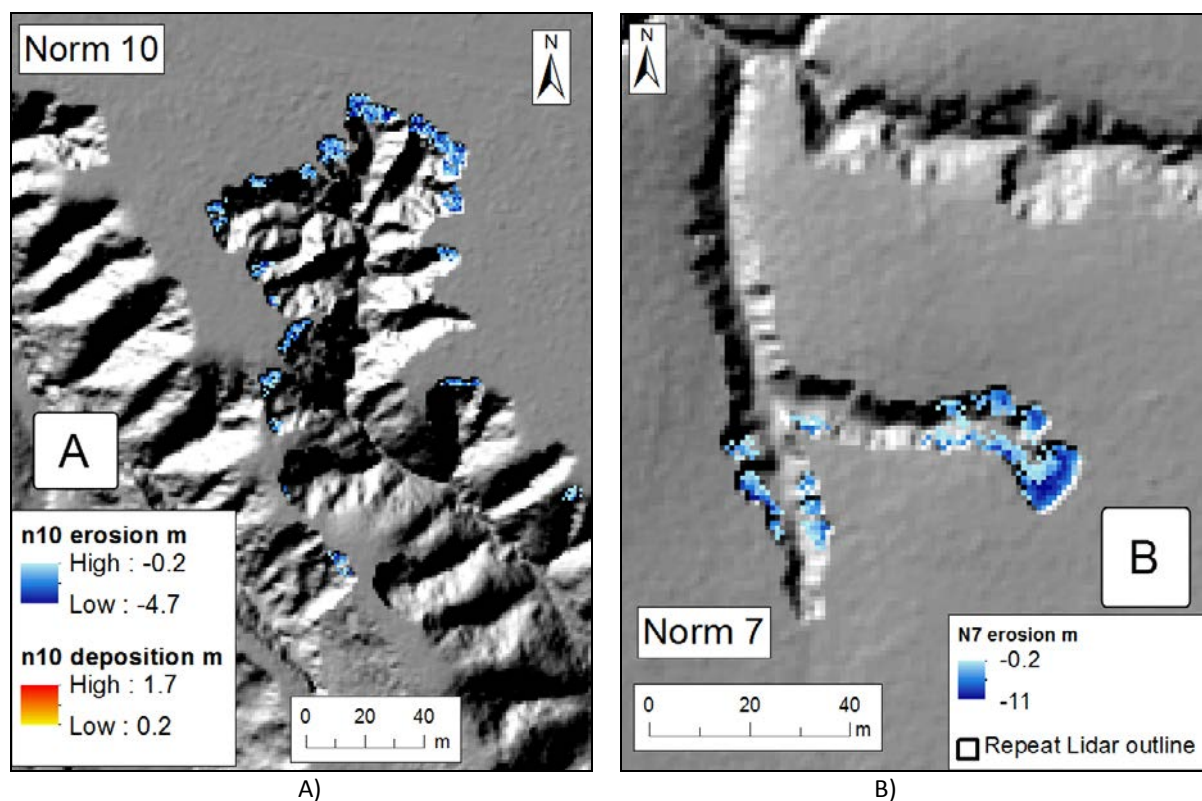 Norm 10
N
A
n10 erosion m
High : -0.2
Low : -4.7
n10 deposition m
High : 1.7
Low : 0.2
0 20 40
m
A)
N
B
Norm 7
N7 erosion m
-0.2
-11
Repeat Lidar outline
0 20 40
m
B)